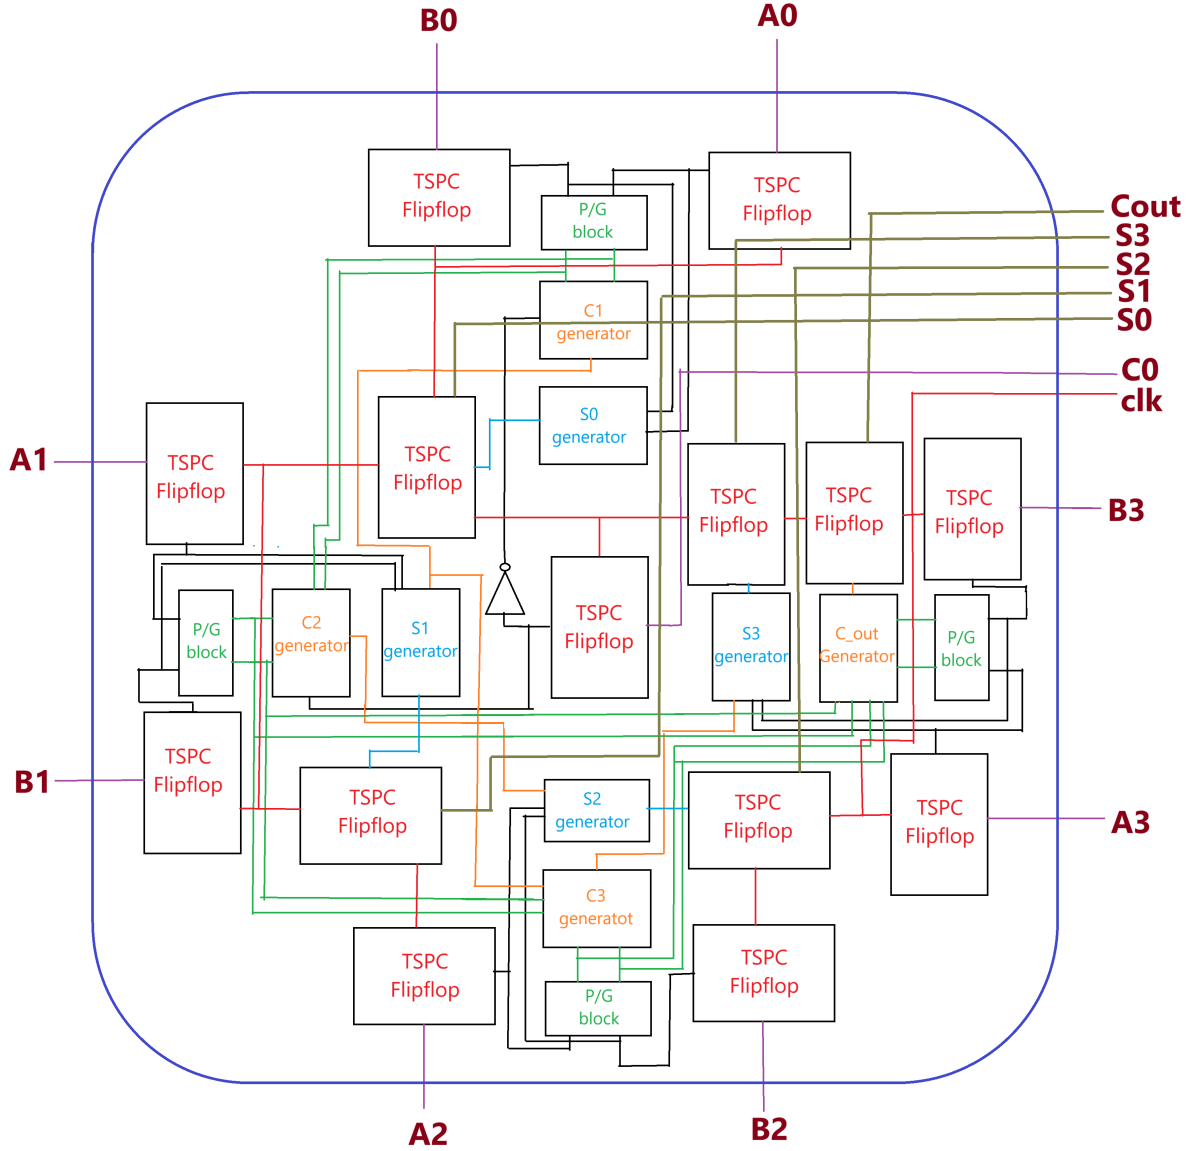 B0
A0
TSPC
Flipflop
P/G
block
TSPC
Flipflop
Cout
S3
S2
S1
S0
C1
generator
C0
clk
S0
generator
A1
TSPC
Flipflop
TSPC
Flipflop
TSPC
Flipflop
TSPC
Flipflop
TSPC
Flipflop
B3
P/G
block
C2
generator
S1
generator
TSPC
Flipflop
S3
generator
C_out
Generator
P/G
block
B1
TSPC
Flipflop
TSPC
Flipflop
S2
generator
TSPC
Flipflop
TSPC
Flipflop
A3
C3
generatot
TSPC
Flipflop
P/G
block
TSPC
Flipflop
A2
B2